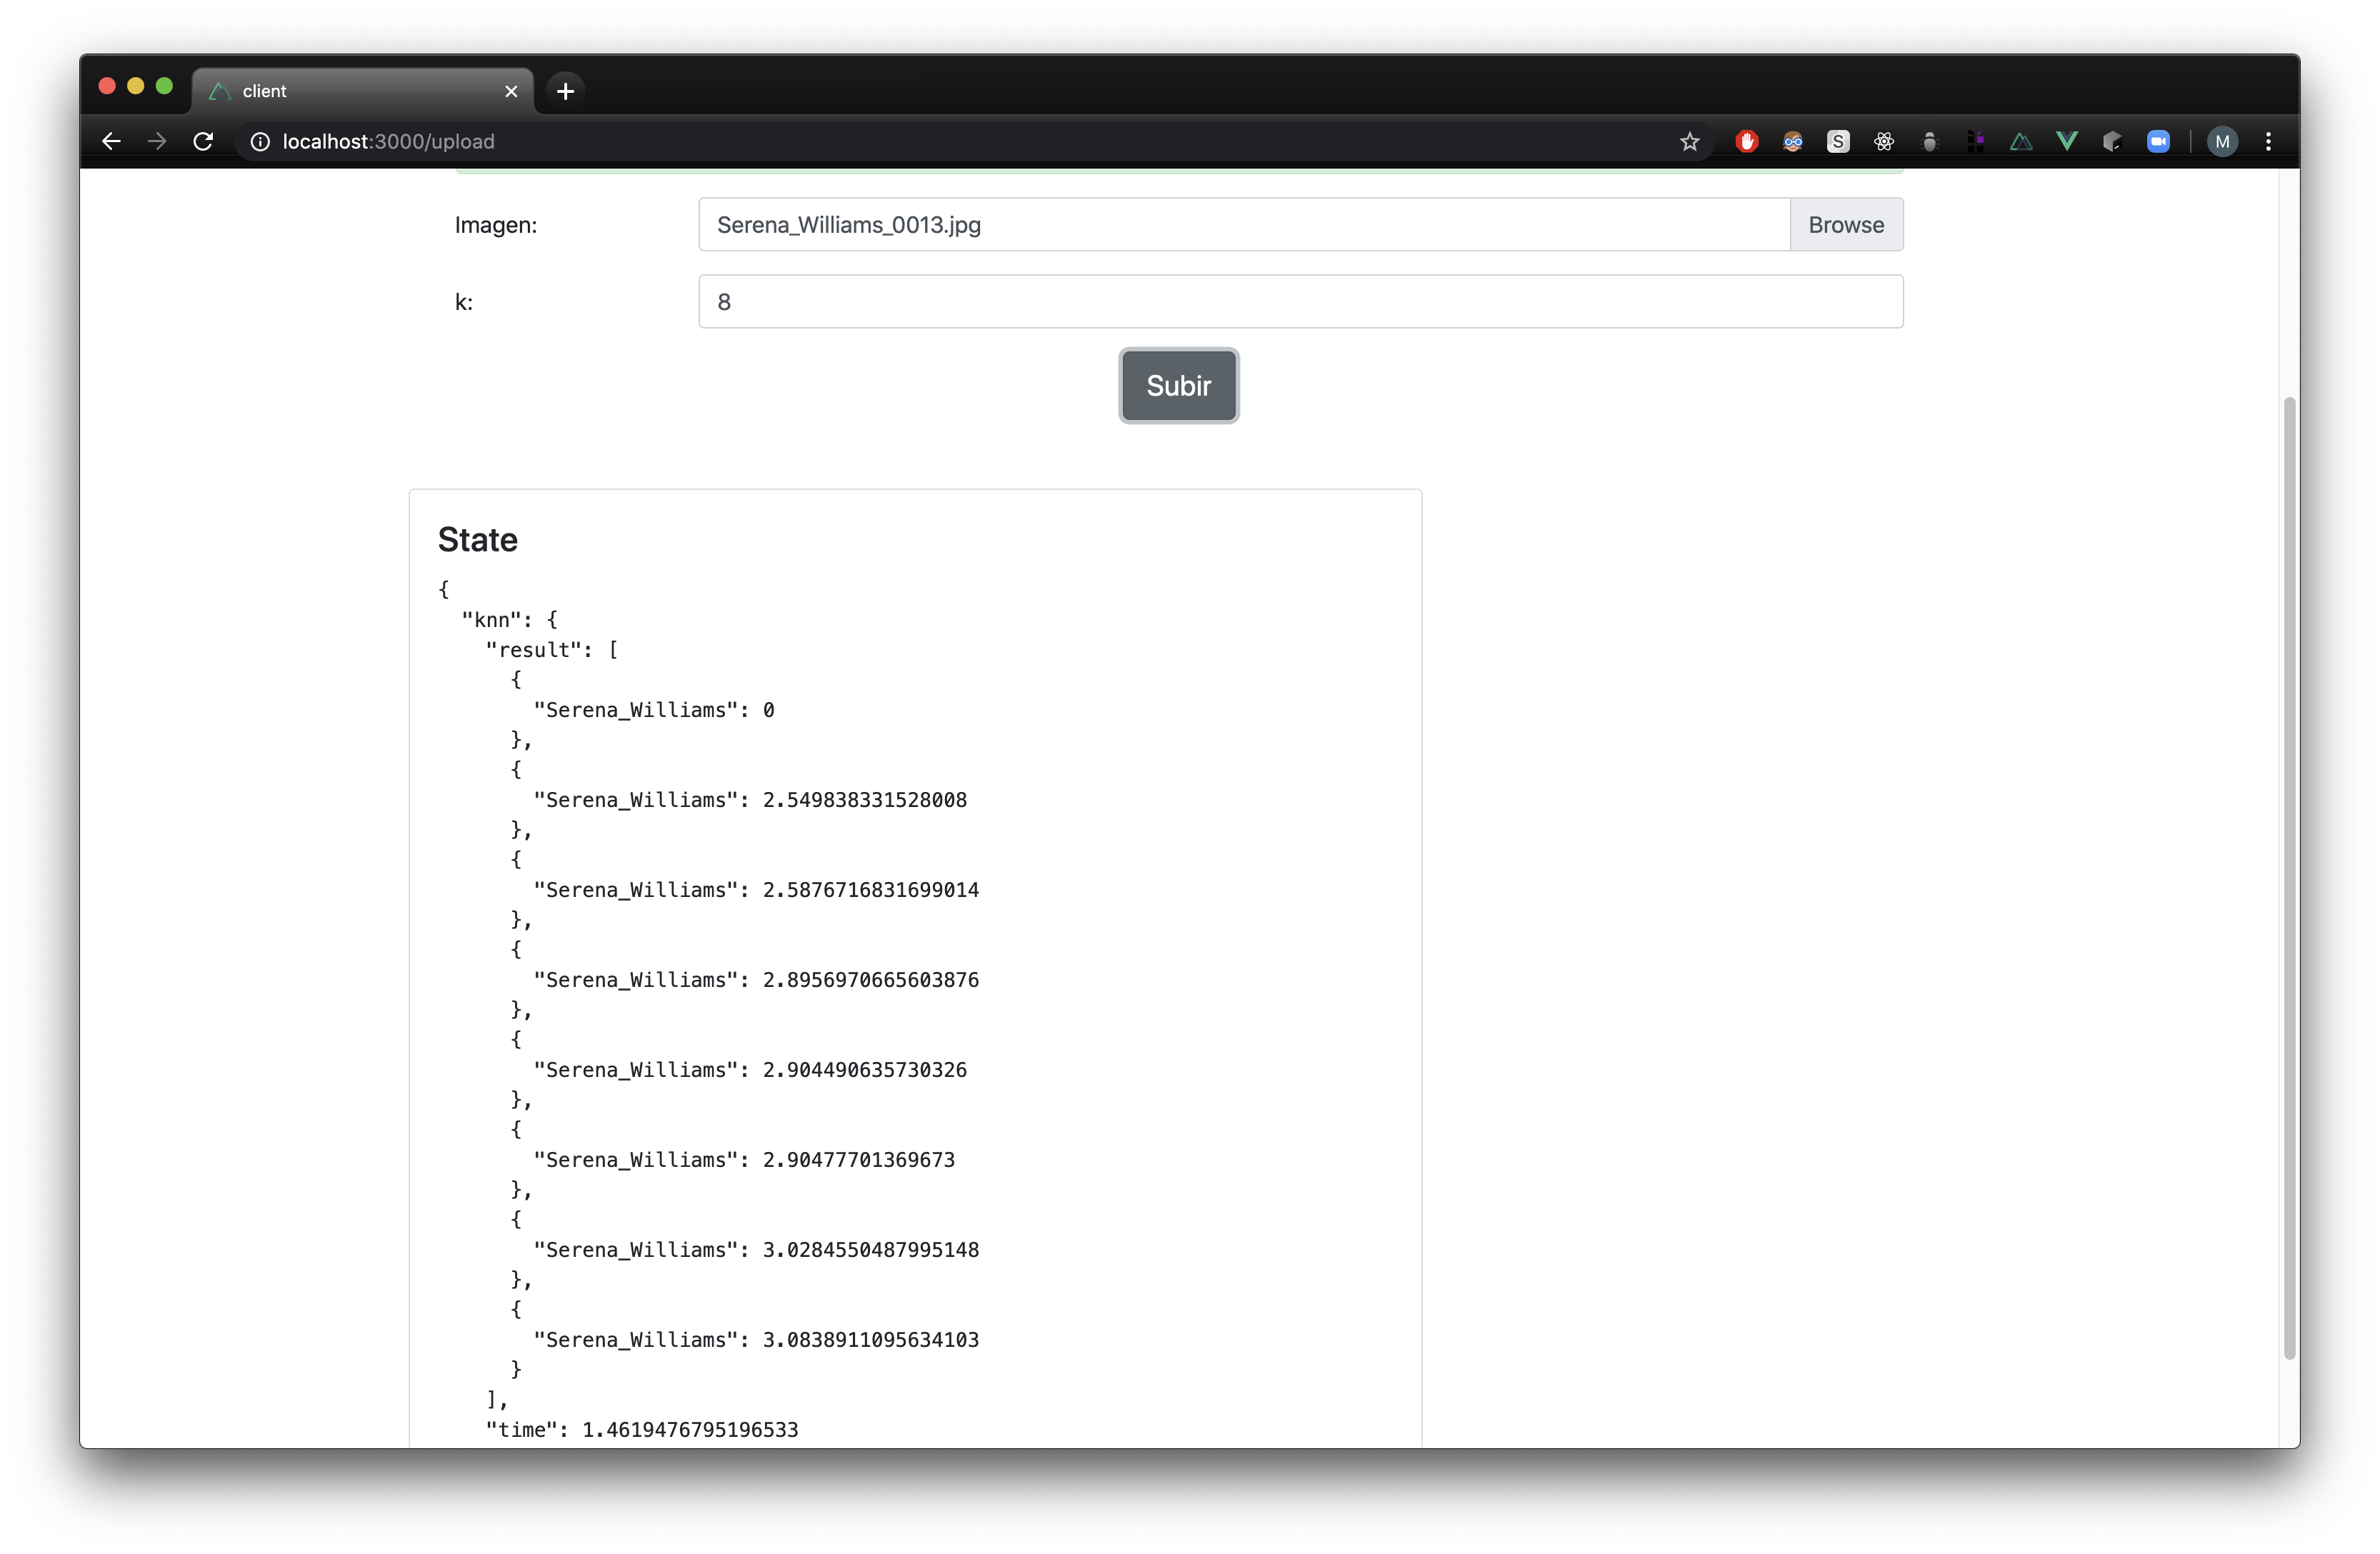 client
localhost:3000/upload
S
M
Imagen:
Serena_Williams_0013.jpg
Browse
k:
8
Subir
State
{
"knn": {
"result": [
{
"Serena_Williams": 0
},
{
"Serena_Williams": 2.549838331528008
},
{
"Serena_Williams": 2.5876716831699014
},
{
"Serena_Williams": 2.8956970665603876
},
{
"Serena_Williams": 2.904490635730326
},
{
"Serena_Williams": 2.90477701369673
},
{
"Serena_Williams": 3.0284550487995148
},
{
"Serena_Williams": 3.0838911095634103
}
],
"time": 1.4619476795196533